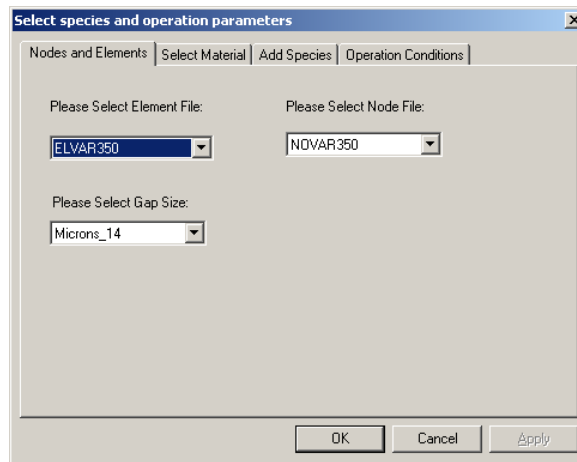 Select species and operation parameters
Nodes and Elements Select Material Add Species Operation Conditions
Please Select Element File: Please Select Node File:
ELVAR350 NOVAR350
Please Select Gap Size:
Microns_14
OK Cancel Apply